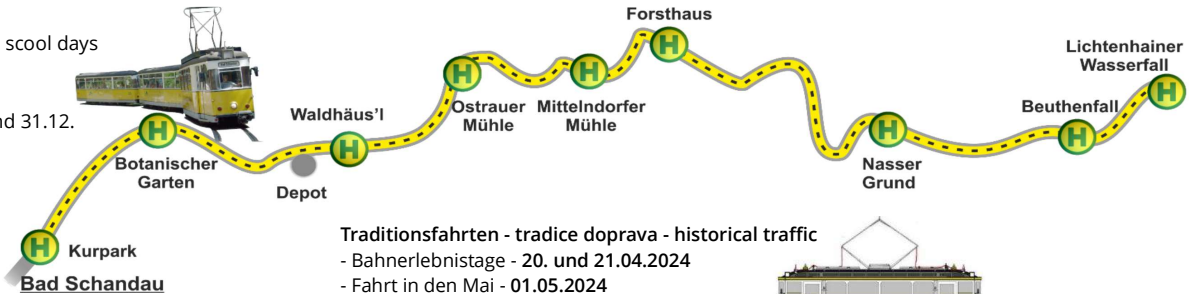 scool days
nd 31.12.
Forsthaus
Lichtenhainer
Wasserfall
H
H
H
H
Waldhäus'l
Ostrauer
Mühle
Mittelndorfer
Mühle
Beuthenfall
H
H
H
H
H
Botanischer
Garten
Depot
Nasser
Grund
H
Kurpark
Bad Schandau
Traditionsfahrten - tradice doprava - historical traffic
- Bahnerlebnistage - 20. und 21.04.2024
- Fahrt in den Mai - 01.05.2024